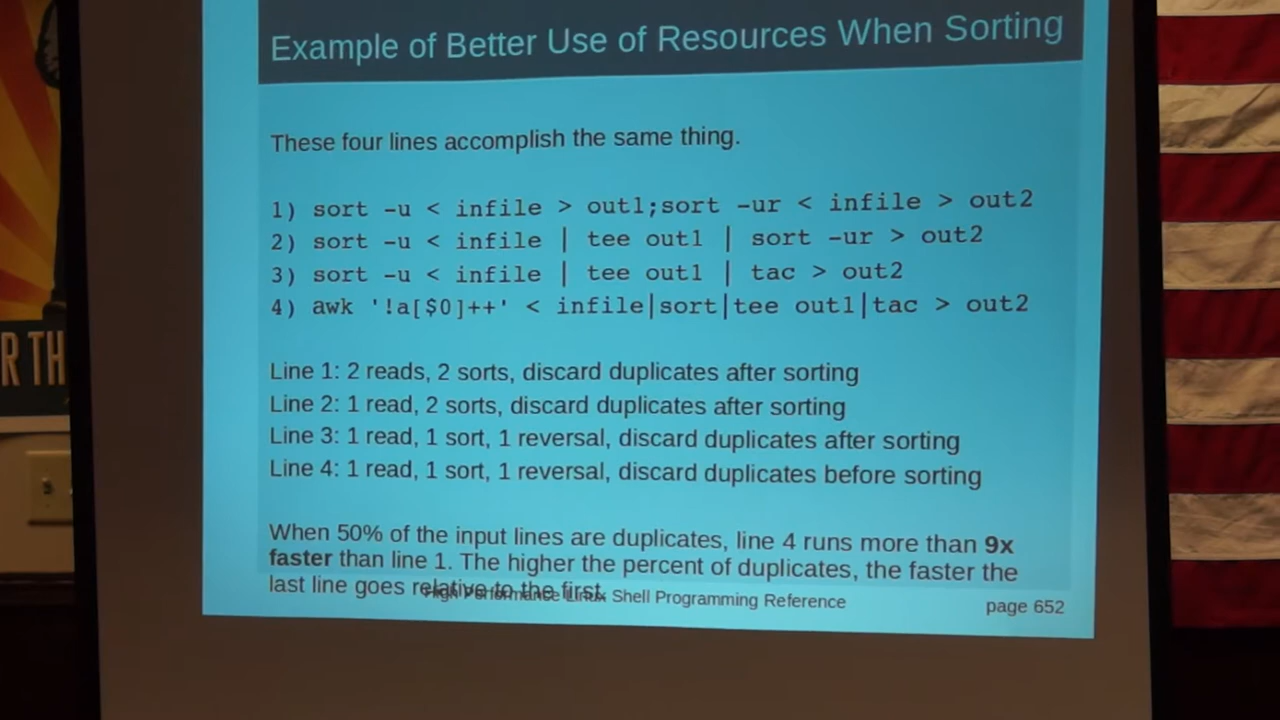 Example of Better Use of Resources When Sorting
These four lines accomplish the same thing.
1) sort -u < infile > out1;sort -ur < infile > out2
2) sort -u < infile | tee out1 | sort -ur > out2
3) sort -u < infile | tee out1 | tac > out2
4) awk '!a[$0]++' < infile|sort|tee out1|tac > out2
Line 1: 2 reads, 2 sorts, discard duplicates after sorting
Line 2: 1 read, 2 sorts, discard duplicates after sorting
Line 3: 1 read, 1 sort, 1 reversal, discard duplicates after sorting
Line 4: 1 read, 1 sort, 1 reversal, discard duplicates before sorting
When 50% of the input lines are duplicates, line 4 runs more than 9x
faster than line 1. The higher the percent of duplicates, the faster the
last line goes relative to the first.
High Performance Linux Shell Programming Reference
page 652
R TH